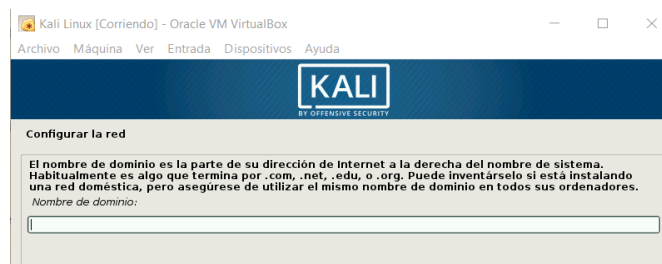 Kali Linux [Corriendo] - Oracle VM VirtualBox
Archivo Máquina Ver Entrada Dispositivos Ayuda
KALI
BY OFFENSIVE SECURITY
Configurar la red
El nombre de dominio es la parte de su dirección de Internet a la derecha del nombre de sistema.
Habitualmente es algo que termina por .com, .net, .edu, o .org. Puede inventárselo si está instalando
una red doméstica, pero asegúrese de utilizar el mismo nombre de dominio en todos sus ordenadores.
Nombre de dominio: